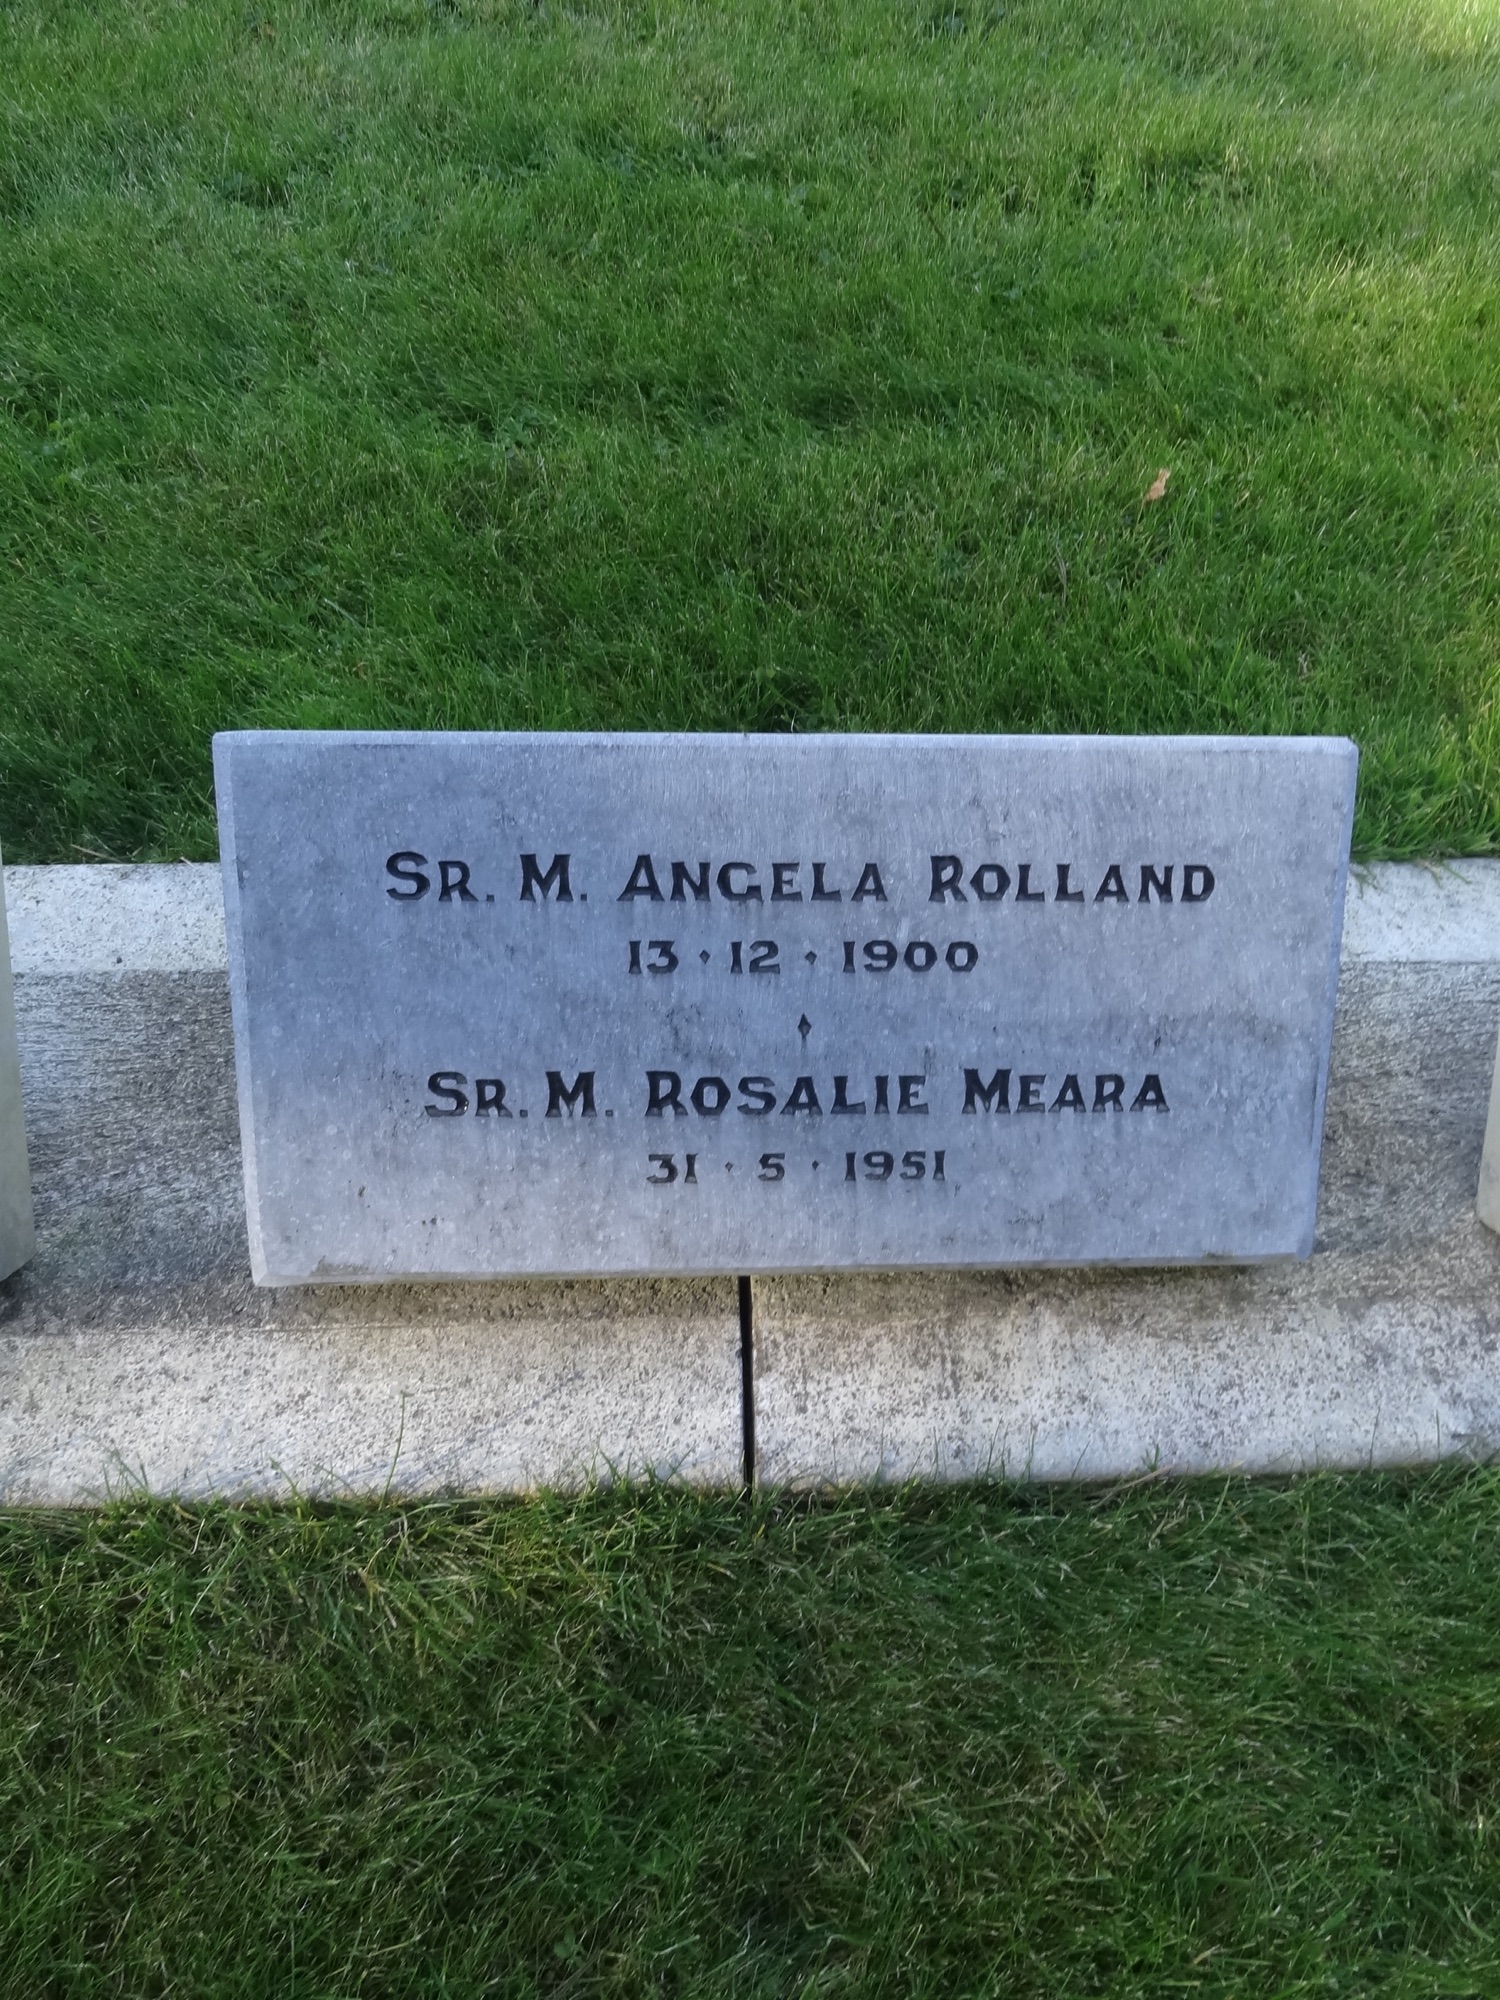 Sr. M. Angela Rolland
13 · 12 · 1900
Sr. M. Rosalie Meara
31 · 5 · 1951